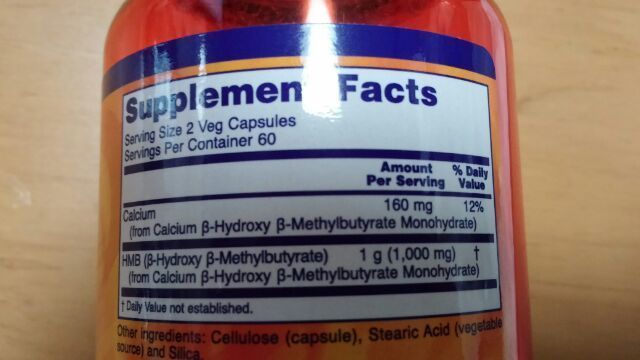 Supplement Facts
Serving Size 2 Veg Capsules
Servings Per Container 60
Amount Per Serving % Daily Value
Calcium 160 mg 12%
(from Calcium β-Hydroxy β-Methylbutyrate Monohydrate)
HMB (β-Hydroxy β-Methylbutyrate) 1 g (1,000 mg) †
(from Calcium β-Hydroxy β-Methylbutyrate Monohydrate)
† Daily Value not established.
Other ingredients: Cellulose (capsule), Stearic Acid (vegetable
source) and Silica.